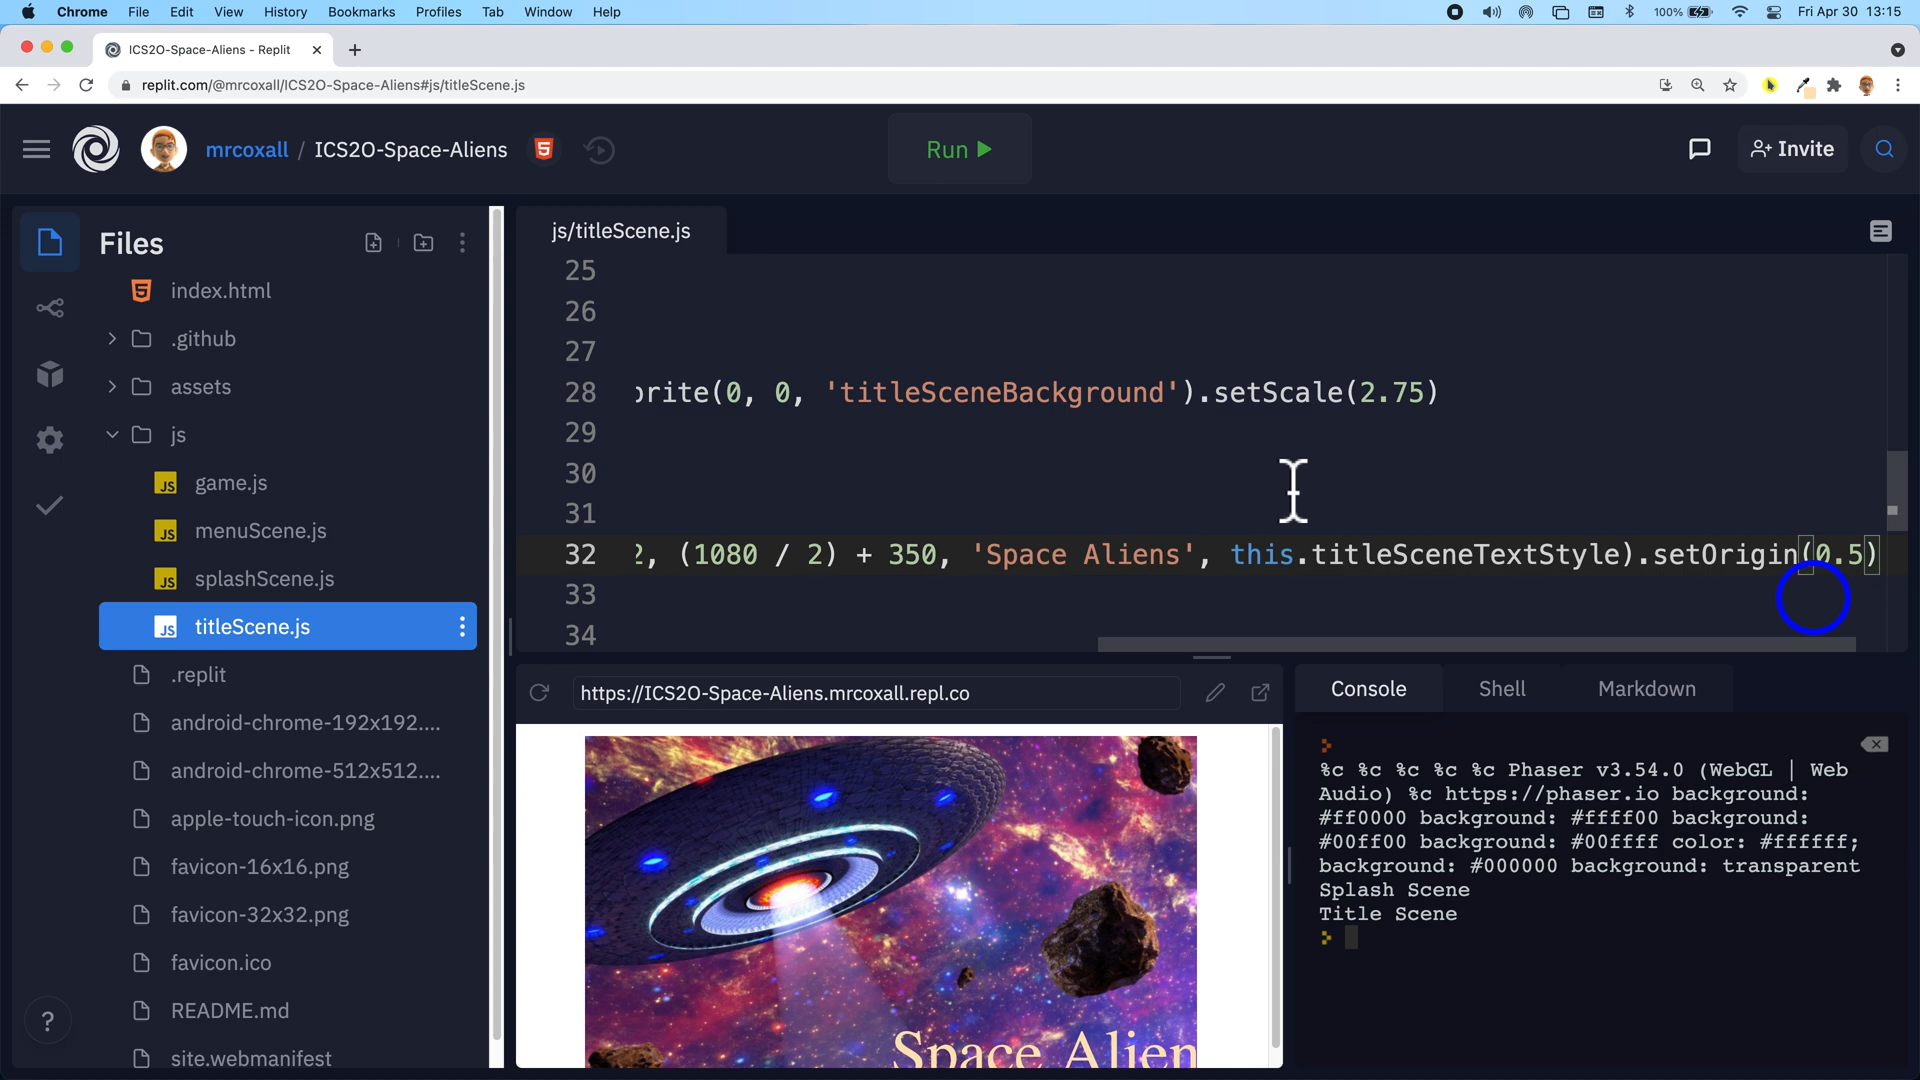 Chrome File Edit View History Bookmarks Profiles Tab Window Help 100% Fri Apr 30 13:15
ICS2O-Space-Aliens - Replit
replit.com/@mrcoxall/ICS2O-Space-Aliens#js/titleScene.js
mrcoxall / ICS2O-Space-Aliens Run Invite
Files
index.html
.github
assets
js
JS game.js
JS menuScene.js
JS splashScene.js
JS titleScene.js
.replit
android-chrome-192x192....
android-chrome-512x512....
apple-touch-icon.png
favicon-16x16.png
favicon-32x32.png
favicon.ico
README.md
site.webmanifest
?
js/titleScene.js
25
26
27
28 prite(0, 0, 'titleSceneBackground').setScale(2.75)
29
30
31
32 2, (1080 / 2) + 350, 'Space Aliens', this.titleSceneTextStyle).setOrigin(0.5)
33
34
https://ICS2O-Space-Aliens.mrcoxall.repl.co
Space Alien
Console Shell Markdown
>
%c %c %c %c %c Phaser v3.54.0 (WebGL | Web
Audio) %c https://phaser.io background:
#ff0000 background: #ffff00 background:
#00ff00 background: #00ffff color: #ffffff;
background: #000000 background: transparent
Splash Scene
Title Scene
>